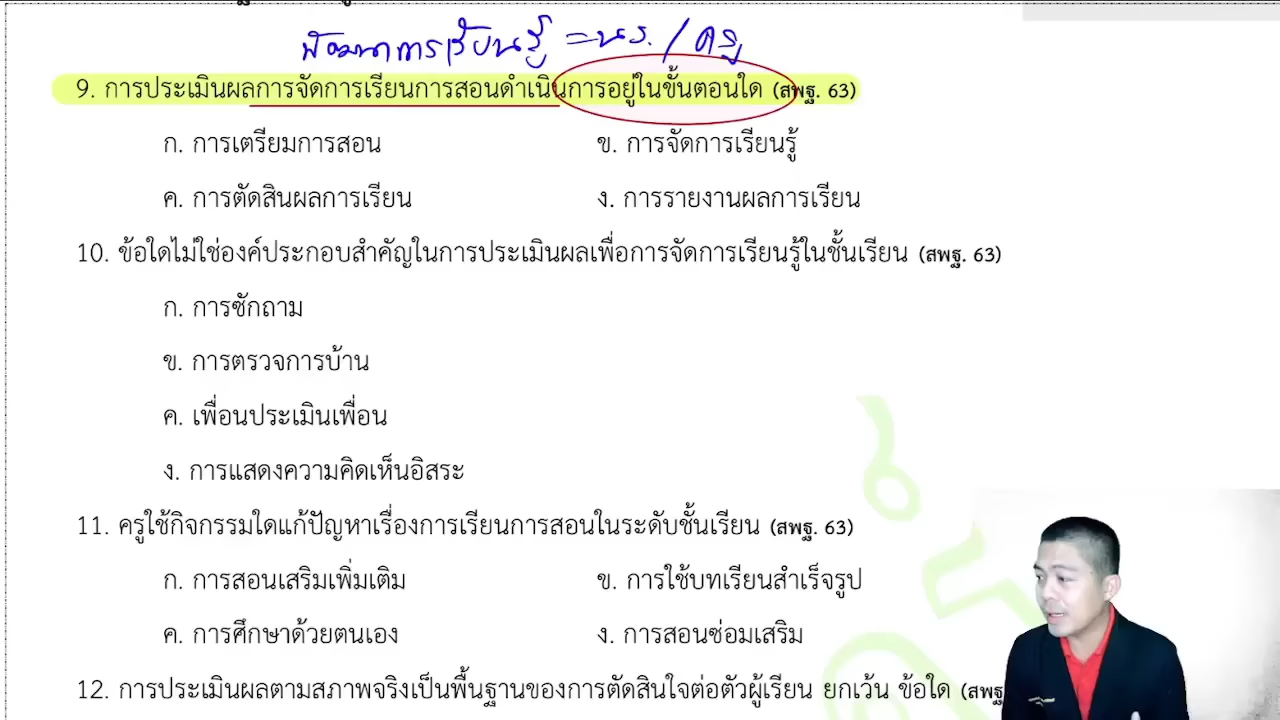 พัฒนาการเรียนรู้ = นร. / ครู
9. การประเมินผลการจัดการเรียนการสอนดำเนินการอยู่ในขั้นตอนใด (สพฐ. 63)
ก. การเตรียมการสอน ข. การจัดการเรียนรู้
ค. การตัดสินผลการเรียน ง. การรายงานผลการเรียน
10. ข้อใดไม่ใช่องค์ประกอบสำคัญในการประเมินผลเพื่อการจัดการเรียนรู้ในชั้นเรียน (สพฐ. 63)
ก. การซักถาม
ข. การตรวจการบ้าน
ค. เพื่อนประเมินเพื่อน
ง. การแสดงความคิดเห็นอิสระ
11. ครูใช้กิจกรรมใดแก้ปัญหาเรื่องการเรียนการสอนในระดับชั้นเรียน (สพฐ. 63)
ก. การสอนเสริมเพิ่มเติม ข. การใช้บทเรียนสำเร็จรูป
ค. การศึกษาด้วยตนเอง ง. การสอนซ่อมเสริม
12. การประเมินผลตามสภาพจริงเป็นพื้นฐานของการตัดสินใจต่อตัวผู้เรียน ยกเว้น ข้อใด (สพฐ